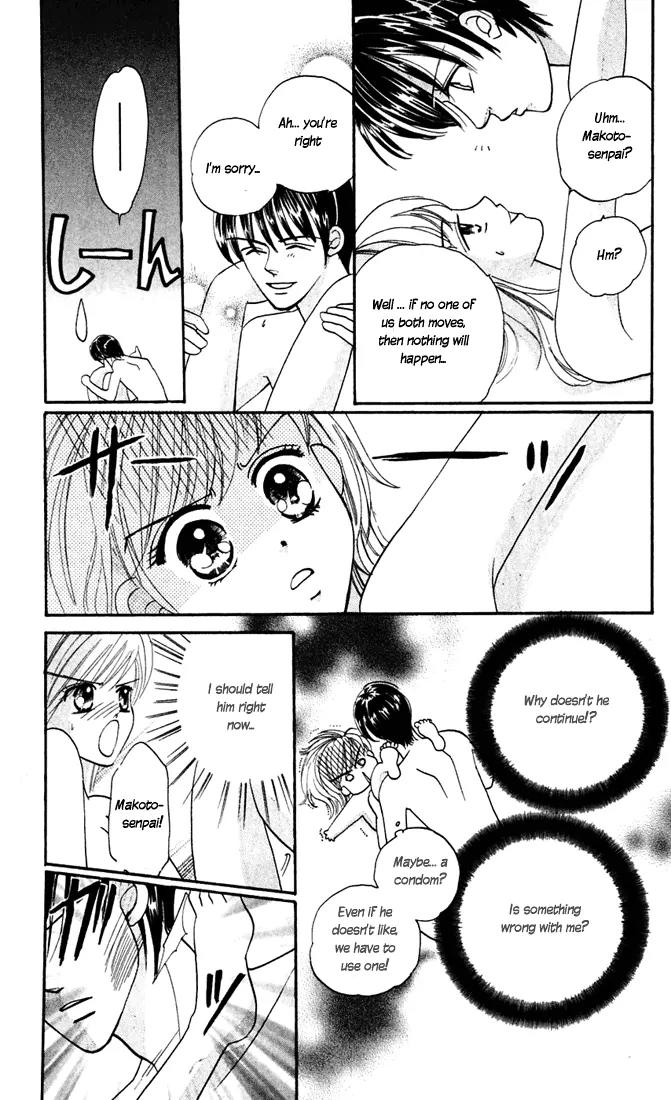 Uhm...
Makoto-
senpai?
Hm?
Well ... if no one of
us both moves,
then nothing will
happen...
Ah... you're
right
I'm sorry...
しーん
サー
I should tell
him right
now...
Makoto-
senpai!
Why doesn't he
continue!?
Is something
wrong with me?
Maybe... a
condom?
Even if he
doesn't like,
we have to
use one!